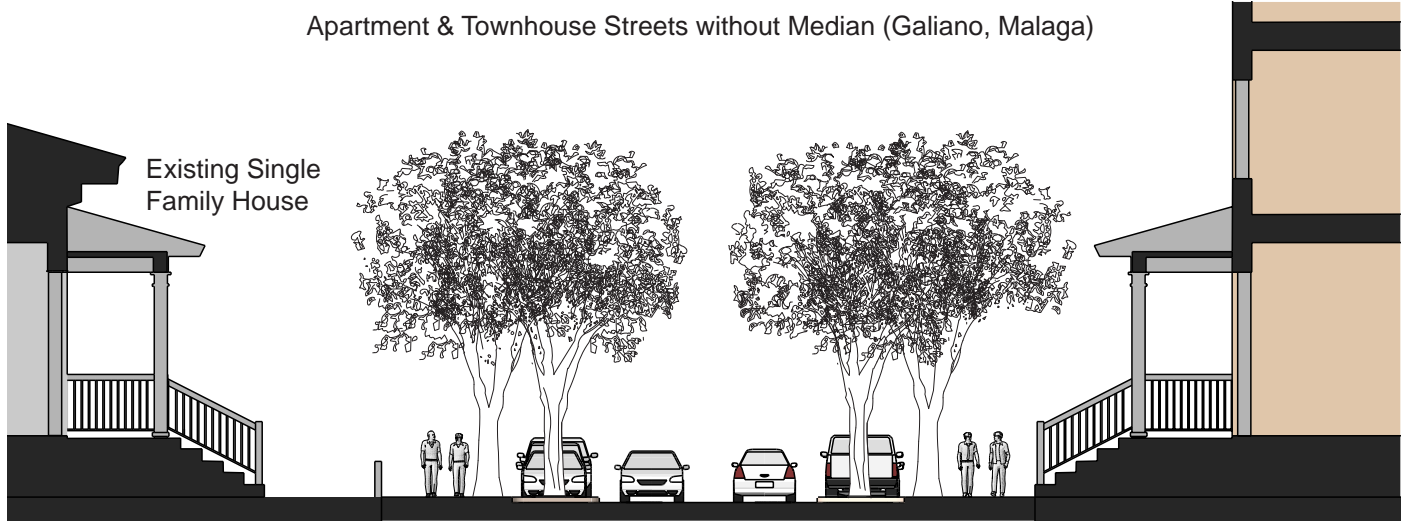 Apartment & Townhouse Streets without Median (Galiano, Malaga)
Existing Single
Family House